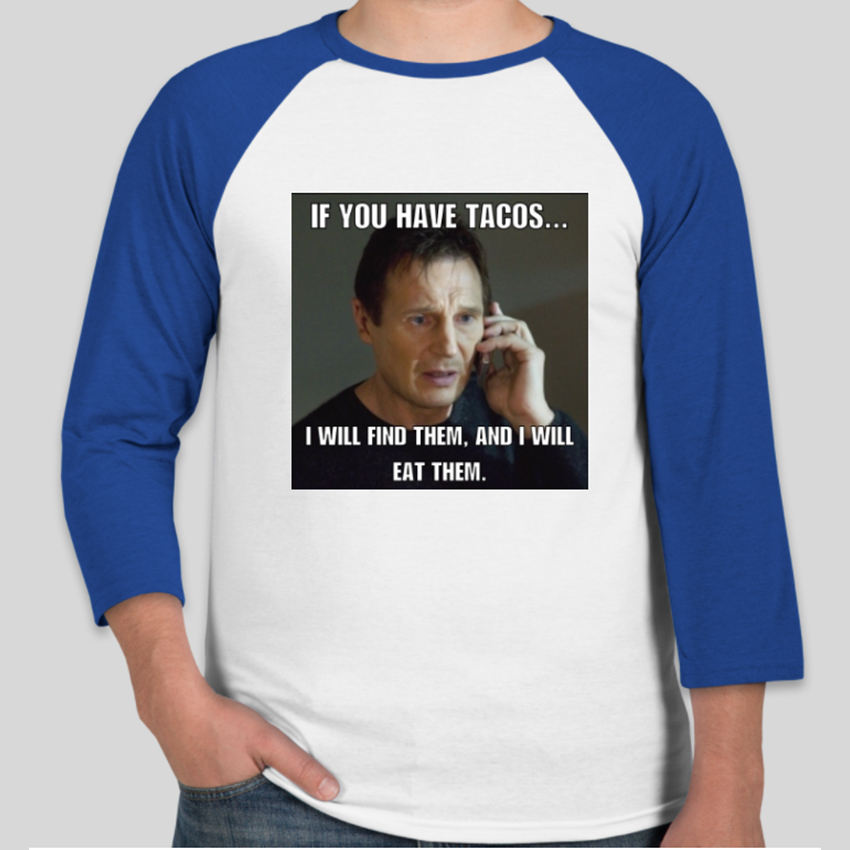 IF YOU HAVE TACOS...
I WILL FIND THEM, AND I WILL
EAT THEM.